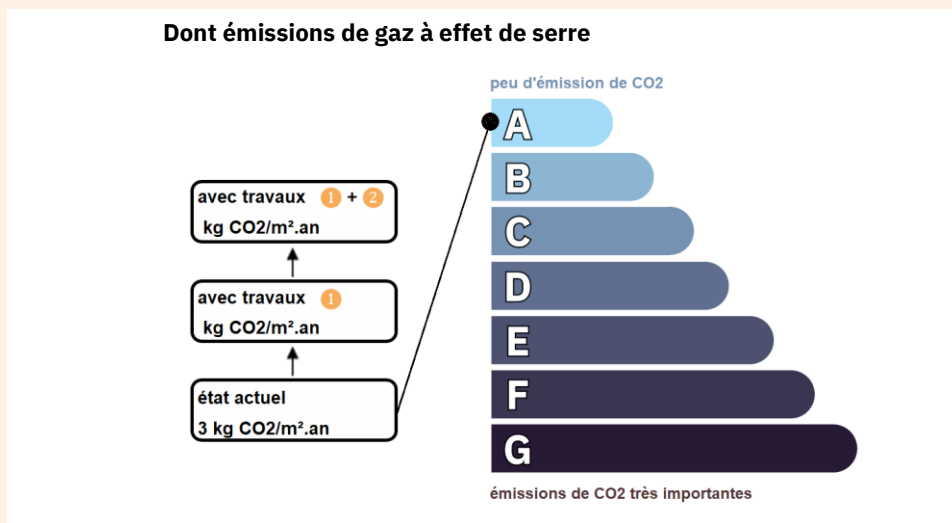 Dont émissions de gaz à effet de serre
peu d'émission de CO2
A
B
C
D
E
F
G
émissions de CO2 très importantes
avec travaux 1 + 2
kg CO2/m².an
avec travaux 1
kg CO2/m².an
état actuel
3 kg CO2/m².an